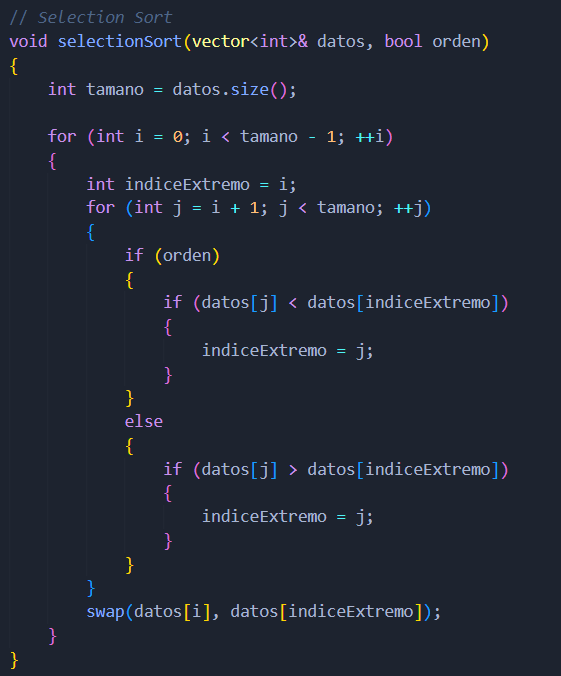 // Selection Sort
void selectionSort(vector<int>& datos, bool orden)
{
    int tamano = datos.size();

    for (int i = 0; i < tamano - 1; ++i)
    {
        int indiceExtremo = i;
        for (int j = i + 1; j < tamano; ++j)
        {
            if (orden)
            {
                if (datos[j] < datos[indiceExtremo])
                {
                    indiceExtremo = j;
                }
            }
            else
            {
                if (datos[j] > datos[indiceExtremo])
                {
                    indiceExtremo = j;
                }
            }
        }
        swap(datos[i], datos[indiceExtremo]);
    }
}